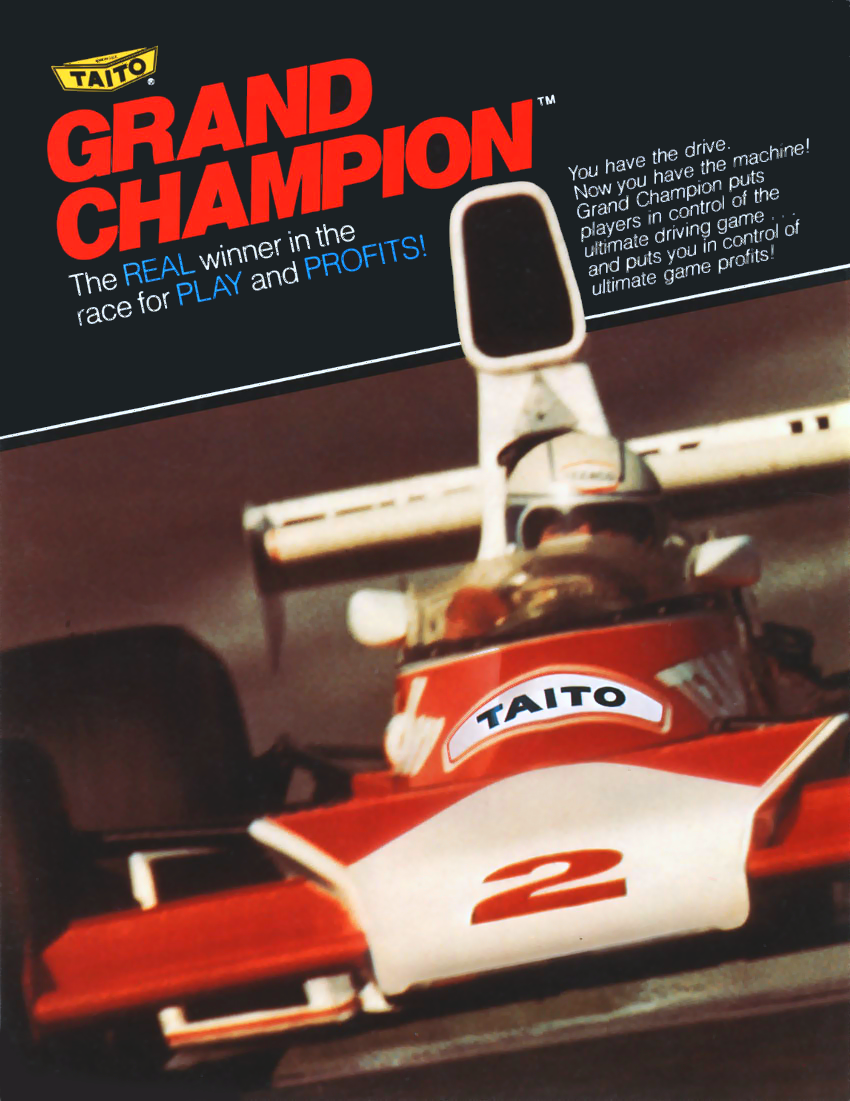 TAITO®
GRAND
CHAMPION™
The REAL winner in the
race for PLAY and PROFITS!
You have the drive.
Now you have the machine!
Grand Champion puts
players in control of the
ultimate driving game . . .
and puts you in control of
ultimate game profits!
TAITO
2